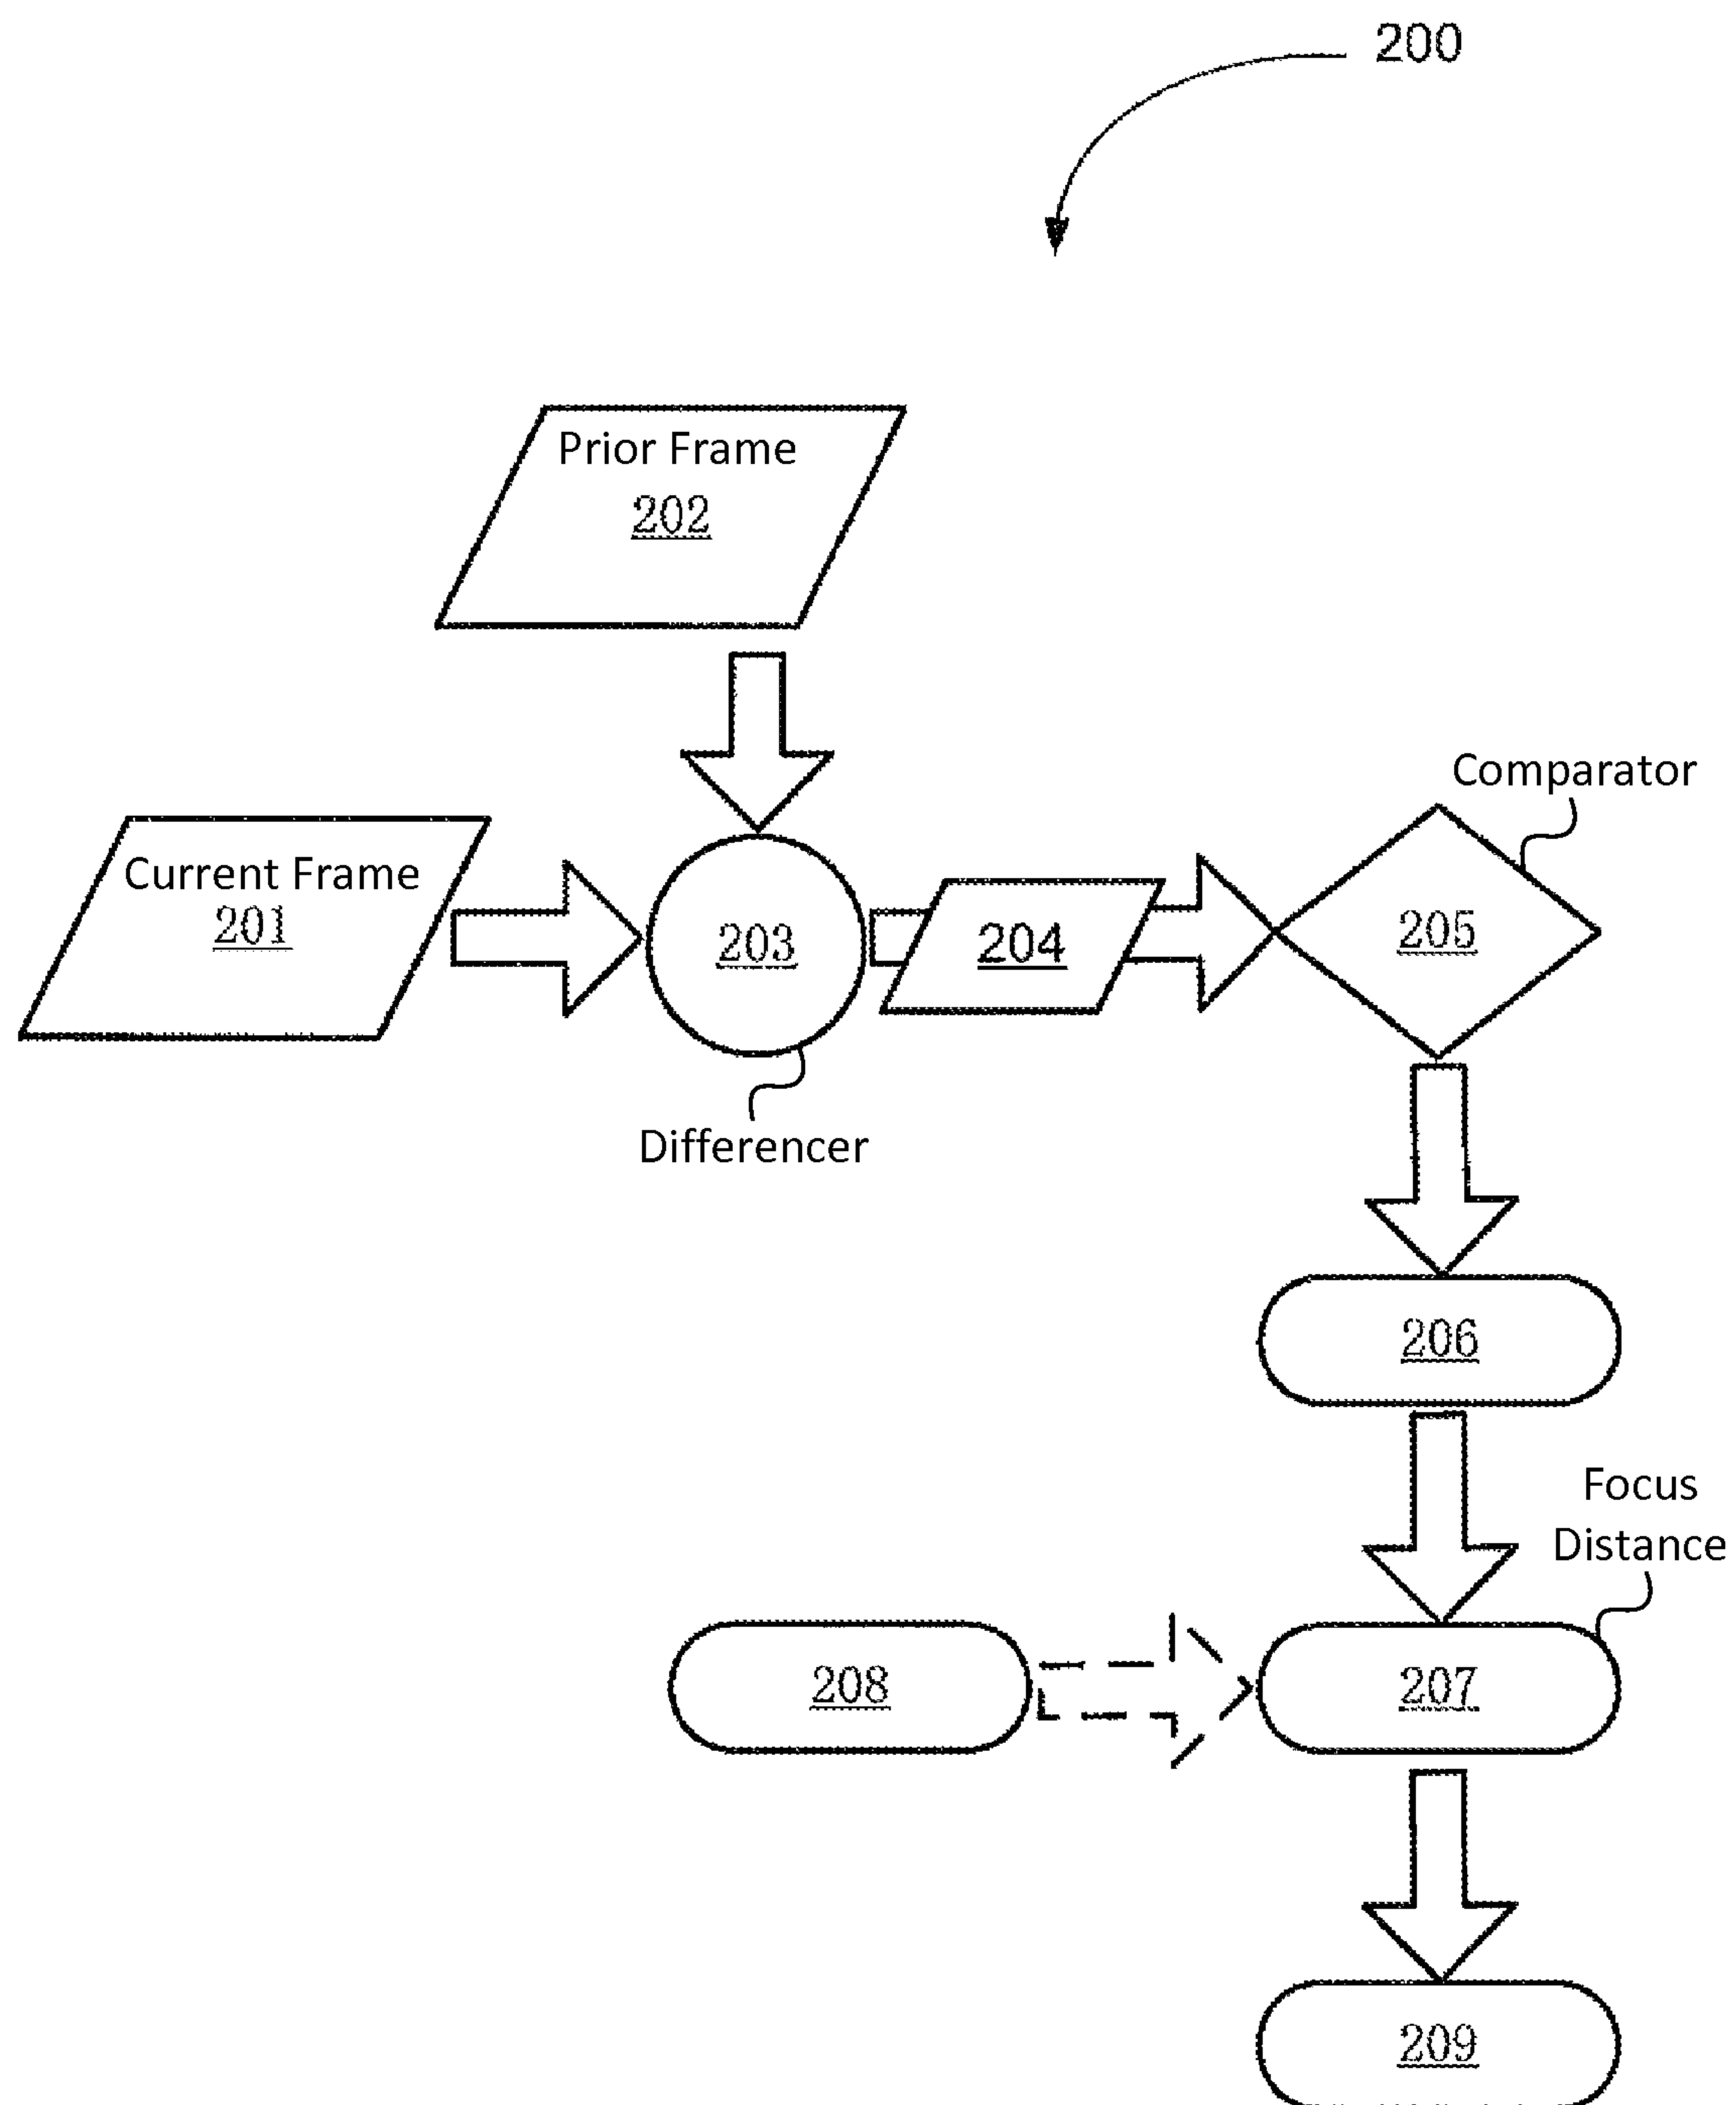 200
Prior Frame
202
Comparator
Current Frame
201
203
204
205
Differencer
206
Focus
Distance
208
207
209